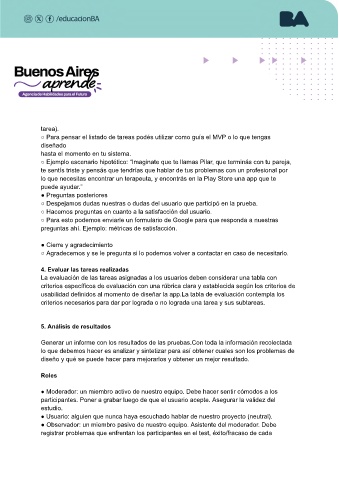 /educacionBA
BA
Buenos Aires
aprende
Agencia de Habilidades para el Futuro
tarea).
○ Para pensar el listado de tareas podés utilizar como guía el MVP o lo que tengas
diseñado
hasta el momento en tu sistema.
○ Ejemplo escenario hipotético: "Imagínate que te llamas Pilar, que terminás con tu pareja,
te sentís triste y pensás que tendrías que hablar de tus problemas con un profesional por
lo que necesitas encontrar un terapeuta, y encontrás en la Play Store una app que te
puede ayudar."
● Preguntas posteriores
○ Despejamos dudas nuestras o dudas del usuario que participó en la prueba.
○ Hacemos preguntas en cuanto a la satisfacción del usuario.
○ Para esto podemos enviarle un formulario de Google para que responda a nuestras
preguntas ahí. Ejemplo: métricas de satisfacción.
● Cierre y agradecimiento
○ Agradecemos y se le pregunta si lo podemos volver a contactar en caso de necesitarlo.
4. Evaluar las tareas realizadas
La evaluación de las tareas asignadas a los usuarios deben considerar una tabla con
criterios específicos de evaluación con una rúbrica clara y establecida según los criterios de
usabilidad definidos al momento de diseñar la app.La tabla de evaluación contempla los
criterios necesarios para dar por lograda o no lograda una tarea y sus subtareas.
5. Análisis de resultados
Generar un informe con los resultados de las pruebas.Con toda la información recolectada
lo que debemos hacer es analizar y sintetizar para así obtener cuales son los problemas de
diseño y qué se puede hacer para mejorarlos y obtener un mejor resultado.
Roles
● Moderador: un miembro activo de nuestro equipo. Debe hacer sentir cómodos a los
participantes. Poner a grabar luego de que el usuario acepte. Asegurar la validez del
estudio.
● Usuario: alguien que nunca haya escuchado hablar de nuestro proyecto (neutral).
● Observador: un miembro pasivo de nuestro equipo. Asistente del moderador. Debe
registrar problemas que enfrentan los participantes en el test, éxito/fracaso de cada